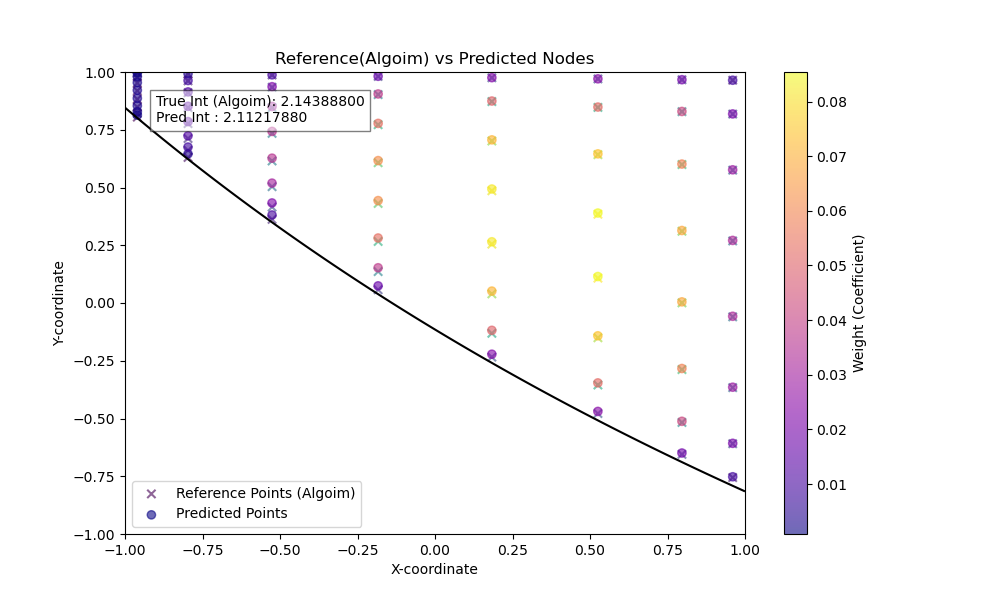 Reference(Algoim) vs Predicted Nodes
True Int (Algoim): 2.14388800
Pred Int : 2.11217880
1.00
0.75
0.50
0.25
0.00
−0.25
−0.50
−0.75
−1.00
Y-coordinate
Reference Points (Algoim)
Predicted Points
−1.00 −0.75 −0.50 −0.25 0.00 0.25 0.50 0.75 1.00
X-coordinate
0.08
0.07
0.06
0.05
0.04
0.03
0.02
0.01
Weight (Coefficient)